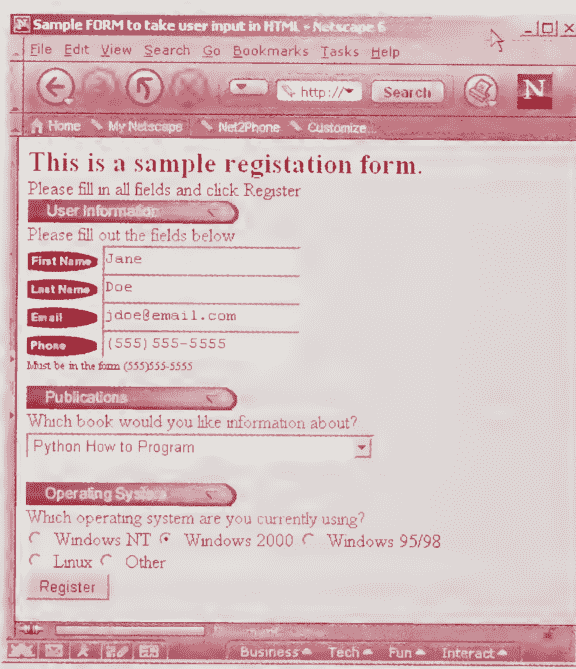 Sample FORM to take user input in HTML - Netscape 6
File Edit View Search Go Bookmarks Tasks Help
http:// Search N
Home My Netscape Net2Phone Customize...
This is a sample registation form.
Please fill in all fields and click Register
User Information
Please fill out the fields below
First Name Jane
Last Name Doe
Email jdoe@email.com
Phone (555) 555-5555
Must be in the form (555)555-5555
Publications
Which book would you like information about?
Python How to Program
Operating System
Which operating system are you currently using?
Windows NT Windows 2000 Windows 95/98
Linux Other
Register
Business Tech Fun Interact